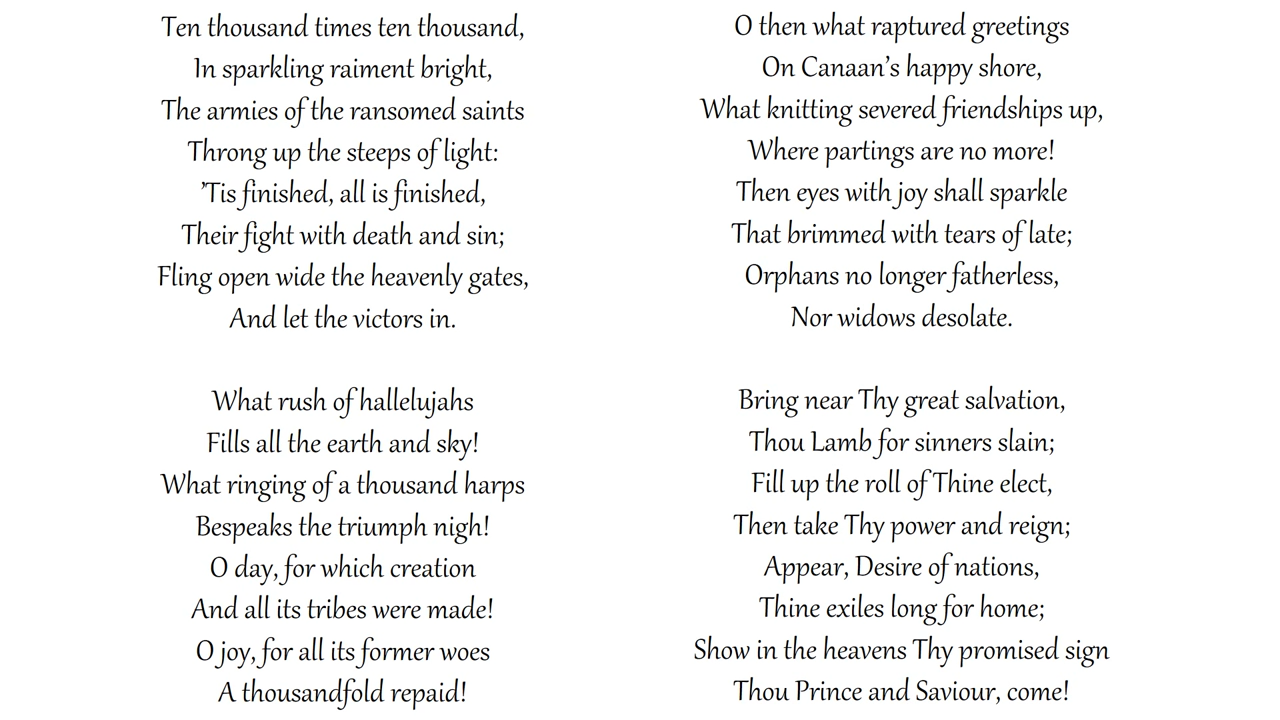 Ten thousand times ten thousand,
In sparkling raiment bright,
The armies of the ransomed saints
Throng up the steeps of light:
’Tis finished, all is finished,
Their fight with death and sin;
Fling open wide the heavenly gates,
And let the victors in.

What rush of hallelujahs
Fills all the earth and sky!
What ringing of a thousand harps
Bespeaks the triumph nigh!
O day, for which creation
And all its tribes were made!
O joy, for all its former woes
A thousandfold repaid!

O then what raptured greetings
On Canaan’s happy shore,
What knitting severed friendships up,
Where partings are no more!
Then eyes with joy shall sparkle
That brimmed with tears of late;
Orphans no longer fatherless,
Nor widows desolate.

Bring near Thy great salvation,
Thou Lamb for sinners slain;
Fill up the roll of Thine elect,
Then take Thy power and reign;
Appear, Desire of nations,
Thine exiles long for home;
Show in the heavens Thy promised sign
Thou Prince and Saviour, come!